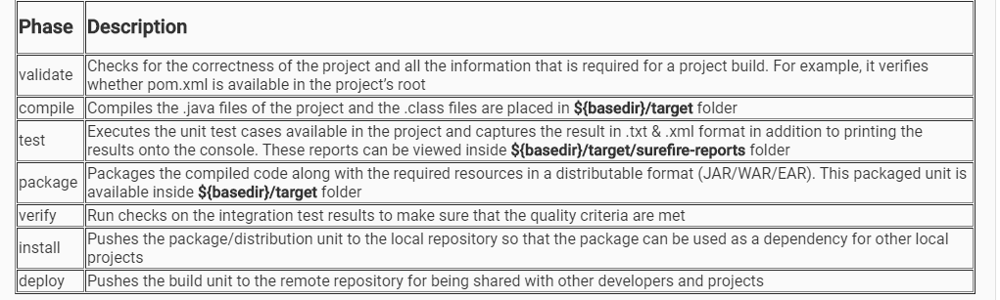 Phase Description
validate Checks for the correctness of the project and all the information that is required for a project build. For example, it verifies
whether pom.xml is available in the project's root
compile Compiles the .java files of the project and the .class files are placed in ${basedir}/target folder
test Executes the unit test cases available in the project and captures the result in .txt & .xml format in addition to printing the
results onto the console. These reports can be viewed inside ${basedir}/target/surefire-reports folder
package Packages the compiled code along with the required resources in a distributable format (JAR/WAR/EAR). This packaged unit is
available inside ${basedir}/target folder
verify Run checks on the integration test results to make sure that the quality criteria are met
install Pushes the package/distribution unit to the local repository so that the package can be used as a dependency for other local
projects
deploy Pushes the build unit to the remote repository for being shared with other developers and projects